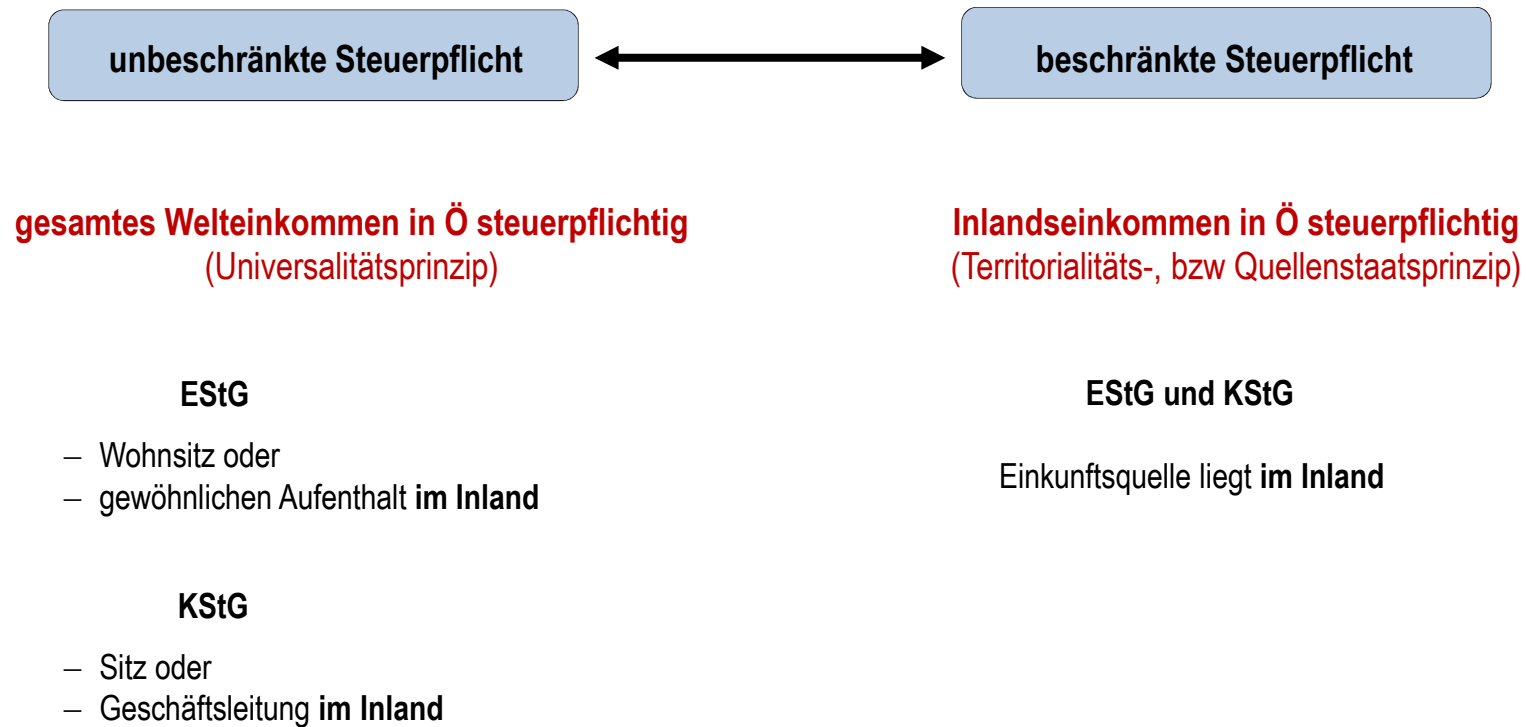 unbeschränkte Steuerpflicht
beschränkte Steuerpflicht
gesamtes Welteinkommen in Ö steuerpflichtig
(Universalitätsprinzip)
Inlandseinkommen in Ö steuerpflichtig
(Territorialitäts-, bzw Quellenstaatsprinzip)
EStG
– Wohnsitz oder
– gewöhnlichen Aufenthalt im Inland
KStG
– Sitz oder
– Geschäftsleitung im Inland
EStG und KStG
Einkunftsquelle liegt im Inland